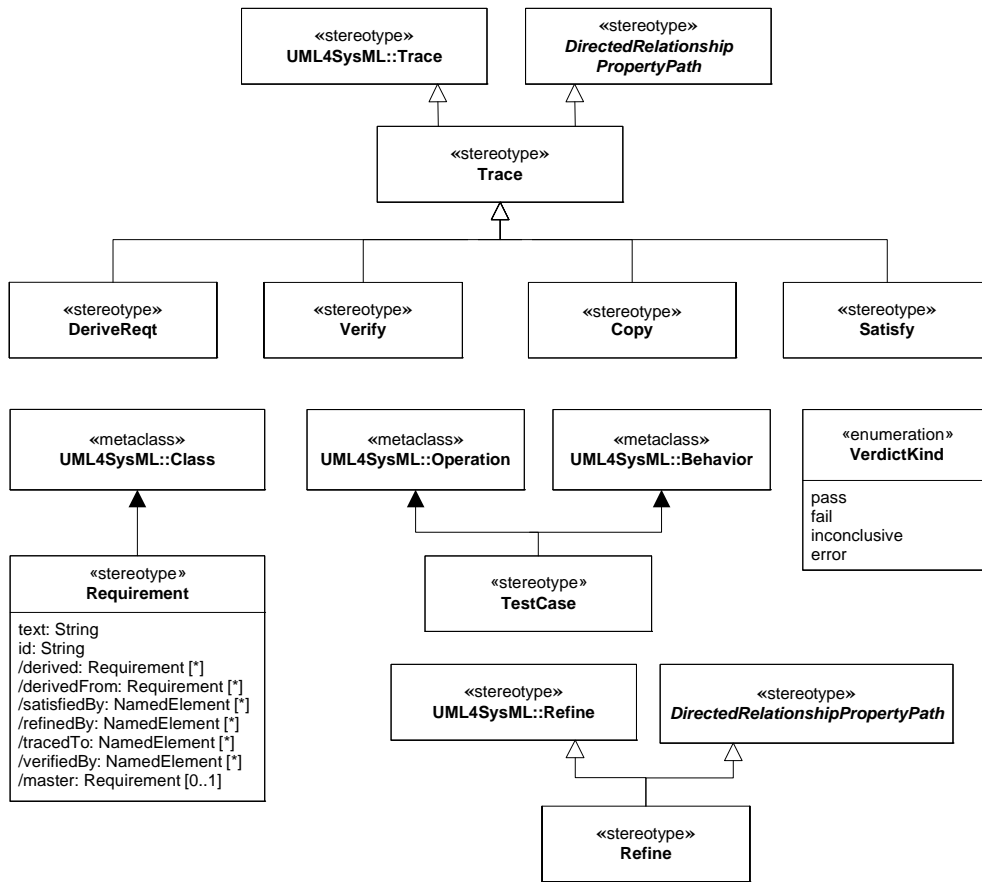 «stereotype»
UML4SysML::Trace
«stereotype»
DirectedRelationship
PropertyPath
«stereotype»
Trace
«stereotype»
DeriveReqt
«stereotype»
Verify
«stereotype»
Copy
«stereotype»
Satisfy
«metaclass»
UML4SysML::Class
«metaclass»
UML4SysML::Operation
«metaclass»
UML4SysML::Behavior
«enumeration»
VerdictKind
pass
fail
inconclusive
error
«stereotype»
Requirement
text: String
id: String
/derived: Requirement [*]
/derivedFrom: Requirement [*]
/satisfiedBy: NamedElement [*]
/refinedBy: NamedElement [*]
/tracedTo: NamedElement [*]
/verifiedBy: NamedElement [*]
/master: Requirement [0..1]
«stereotype»
TestCase
«stereotype»
UML4SysML::Refine
«stereotype»
DirectedRelationshipPropertyPath
«stereotype»
Refine